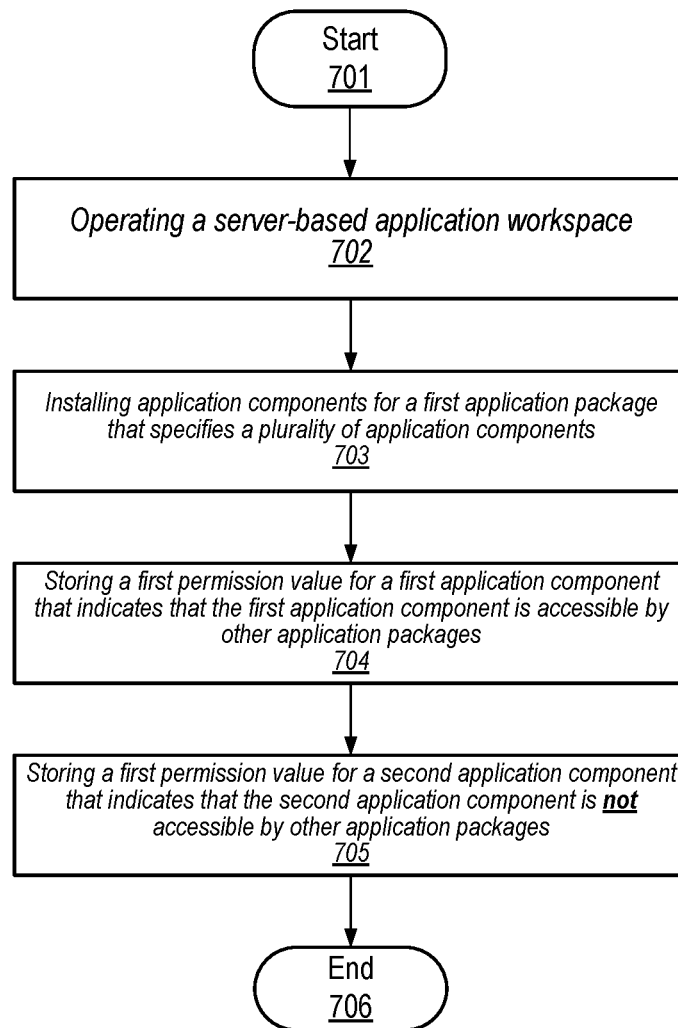 Start
701
Operating a server-based application workspace
702
Installing application components for a first application package
that specifies a plurality of application components
703
Storing a first permission value for a first application component
that indicates that the first application component is accessible by
other application packages
704
Storing a first permission value for a second application component
that indicates that the second application component is not
accessible by other application packages
705
End
706